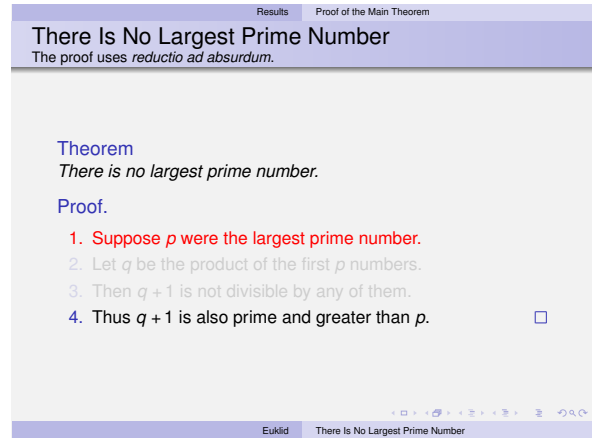 Results Proof of the Main Theorem
There Is No Largest Prime Number
The proof uses reductio ad absurdum.
Theorem
There is no largest prime number.
Proof.
1. Suppose p were the largest prime number.
2. Let q be the product of the first p numbers.
3. Then q + 1 is not divisible by any of them.
4. Thus q + 1 is also prime and greater than p.
Euklid There Is No Largest Prime Number